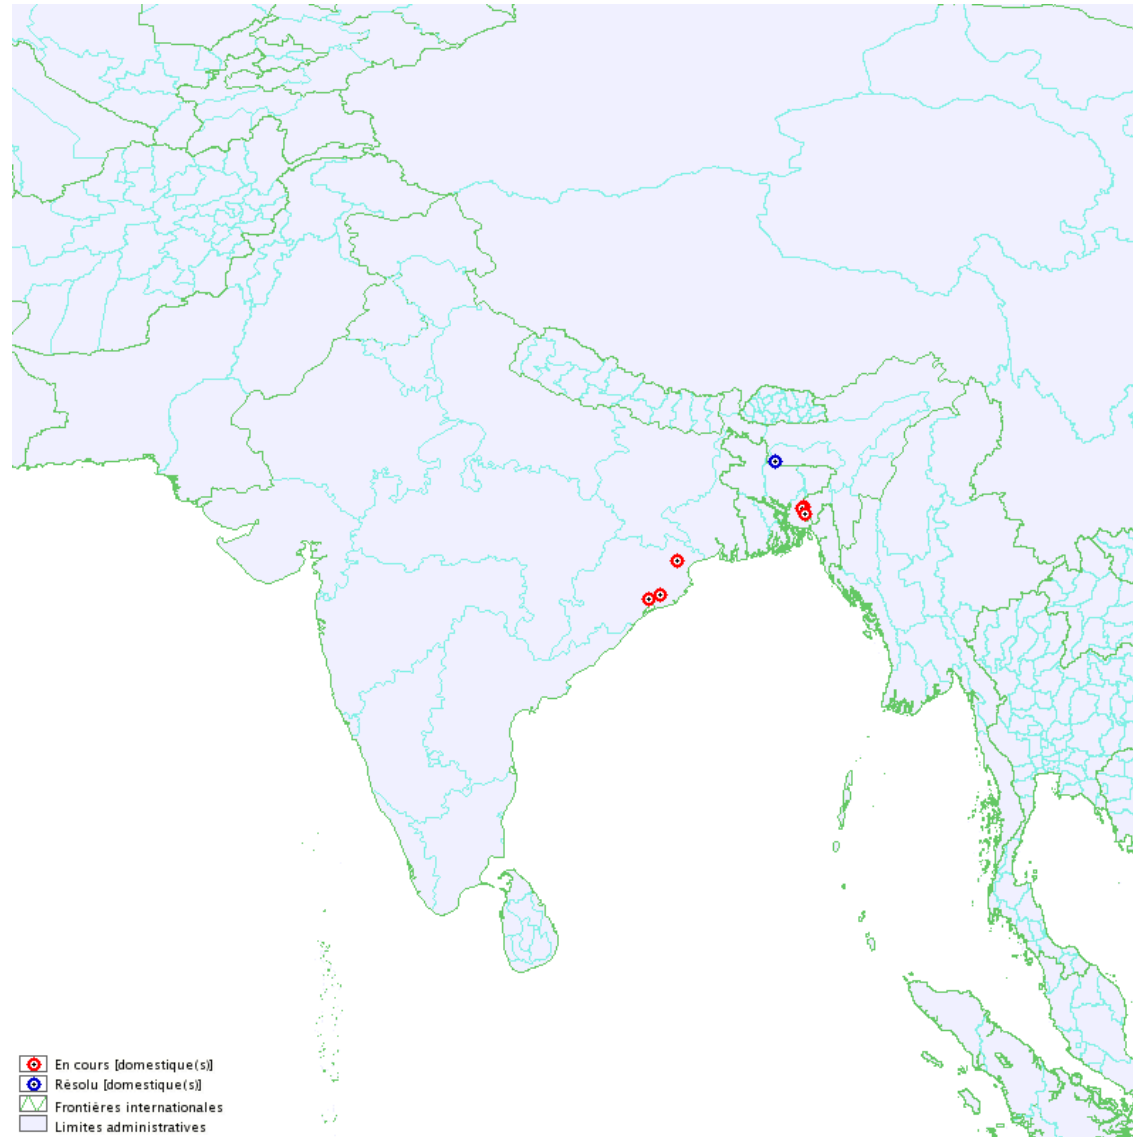 En cours [domestique(s)]
Résolu [domestique(s)]
Frontières internationales
Limites administratives